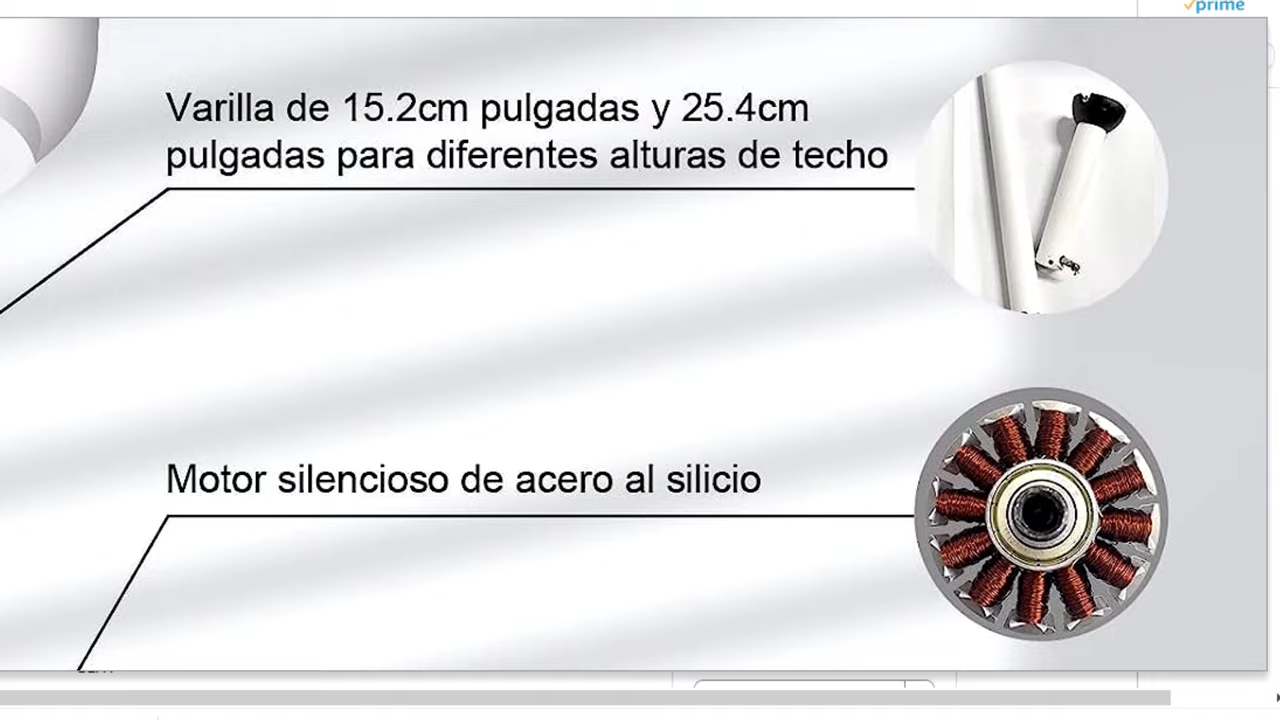 prime
Varilla de 15.2cm pulgadas y 25.4cm
pulgadas para diferentes alturas de techo
Motor silencioso de acero al silicio